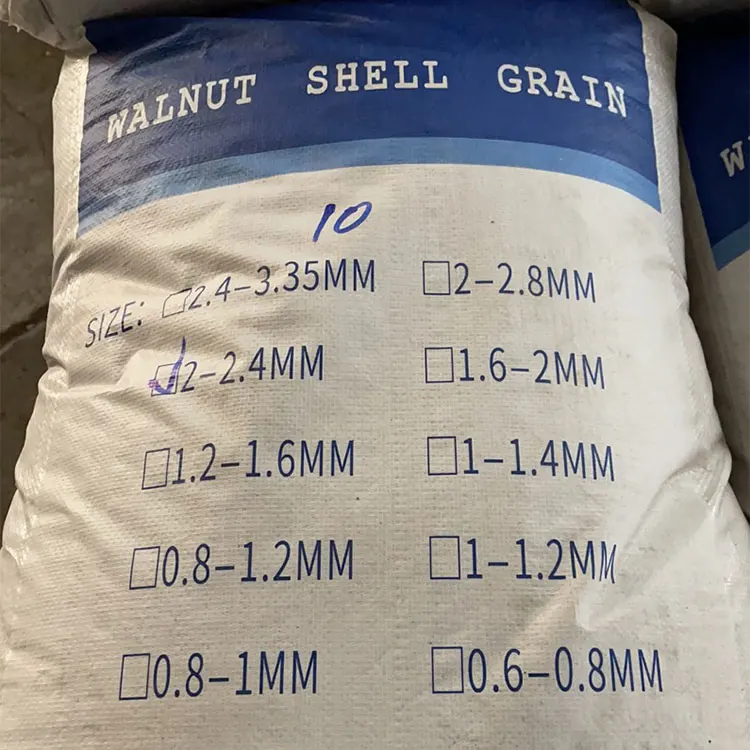 WALNUT SHELL GRAIN
10
SIZE: □2.4-3.35MM □2-2.8MM
☑2-2.4MM □1.6-2MM
□1.2-1.6MM □1-1.4MM
□0.8-1.2MM □1-1.2MM
□0.8-1MM □0.6-0.8MM
W